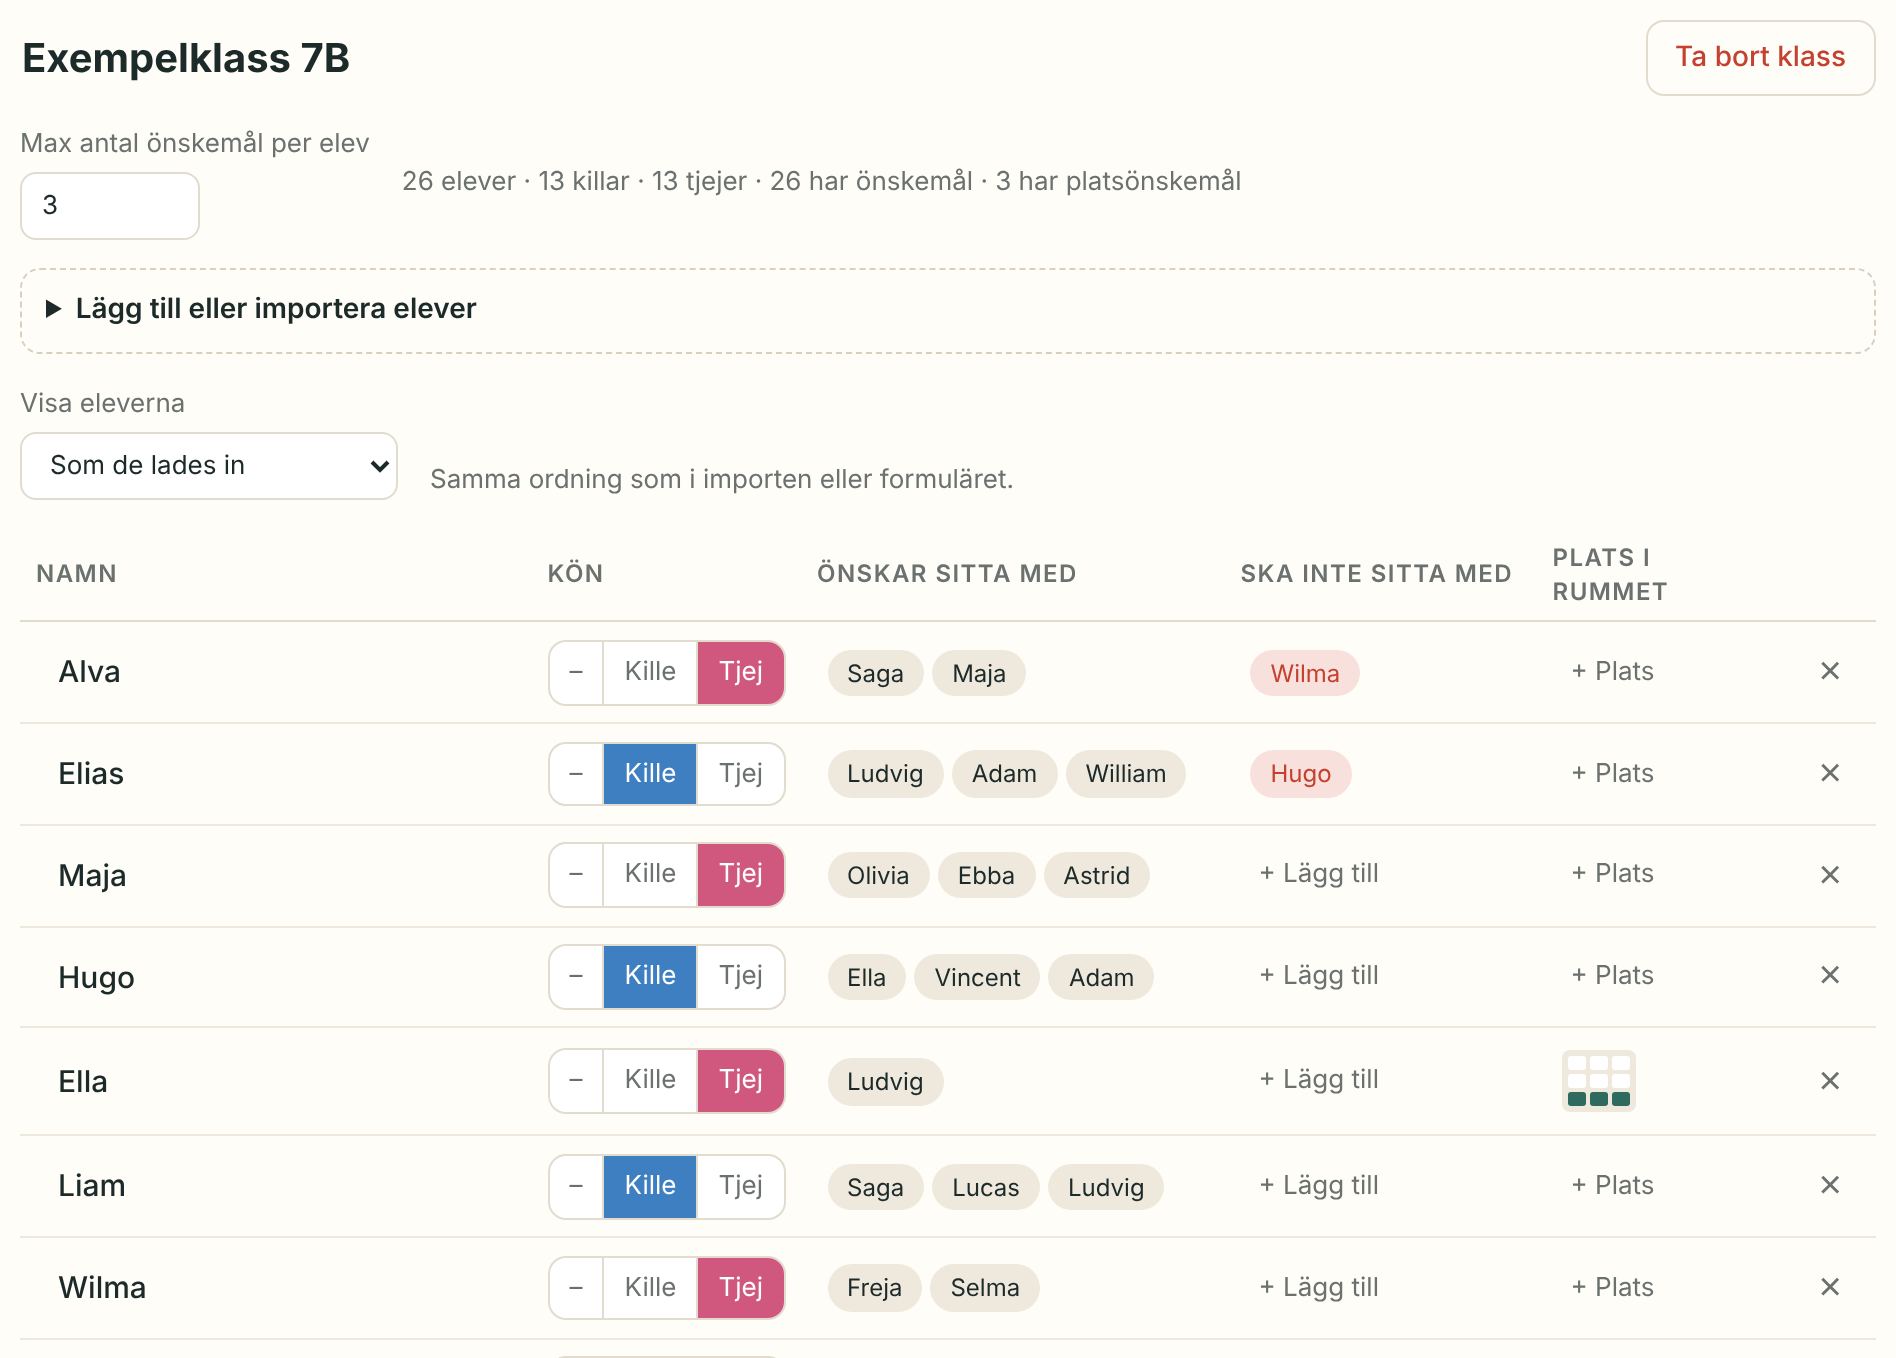 Exempelklass 7B
Ta bort klass
Max antal önskemål per elev
3
26 elever · 13 killar · 13 tjejer · 26 har önskemål · 3 har platsönskemål
▶ Lägg till eller importera elever
Visa eleverna
Som de lades in
Samma ordning som i importen eller formuläret.
NAMN KÖN ÖNSKAR SITTA MED SKA INTE SITTA MED PLATS I RUMMET
Alva – Kille Tjej Saga Maja Wilma + Plats ✕
Elias – Kille Tjej Ludvig Adam William Hugo + Plats ✕
Maja – Kille Tjej Olivia Ebba Astrid + Lägg till + Plats ✕
Hugo – Kille Tjej Ella Vincent Adam + Lägg till + Plats ✕
Ella – Kille Tjej Ludvig + Lägg till ✕
Liam – Kille Tjej Saga Lucas Ludvig + Lägg till + Plats ✕
Wilma – Kille Tjej Freja Selma + Lägg till + Plats ✕